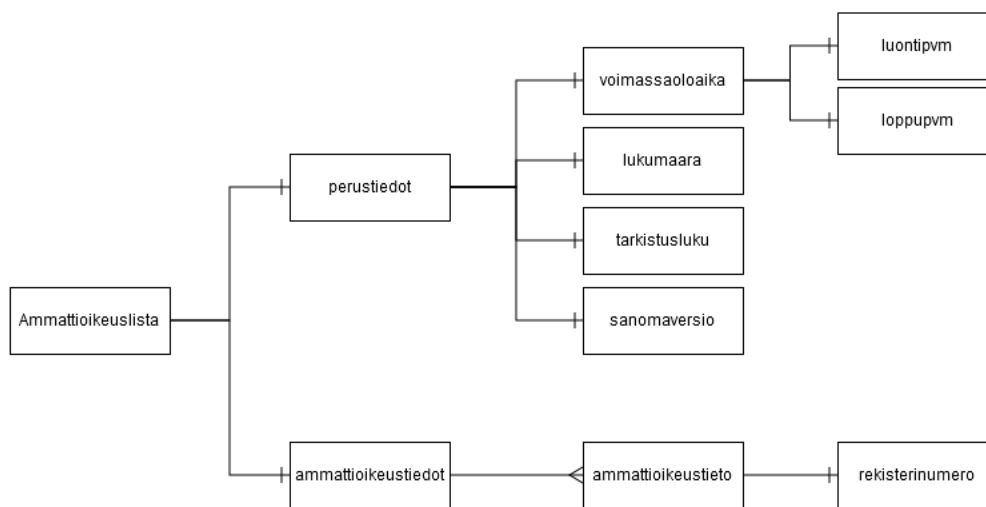 luontipvm
voimassaoloaika
loppupvm
lukumaara
perustiedot
tarkistusluku
Ammattioikeuslista
sanomaversio
ammattioikeustiedot
ammattioikeustieto
rekisterinumero